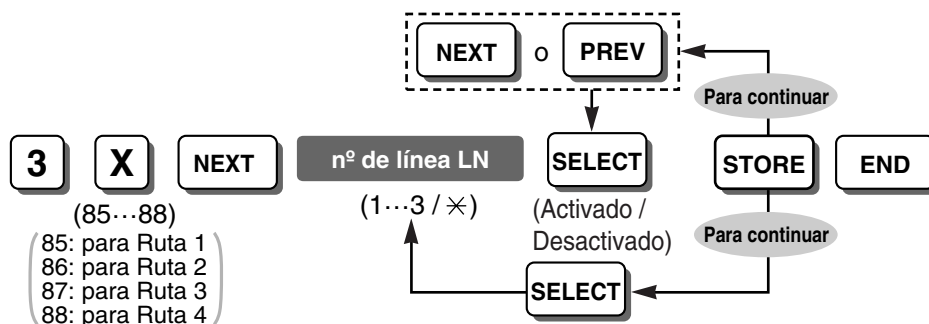 NEXT o PREV
Para continuar
3 X NEXT nº de línea LN SELECT STORE END
(85···88) (1···3 / ✳) (Activado /
Desactivado)
Para continuar
85: para Ruta 1
86: para Ruta 2
87: para Ruta 3
88: para Ruta 4
SELECT